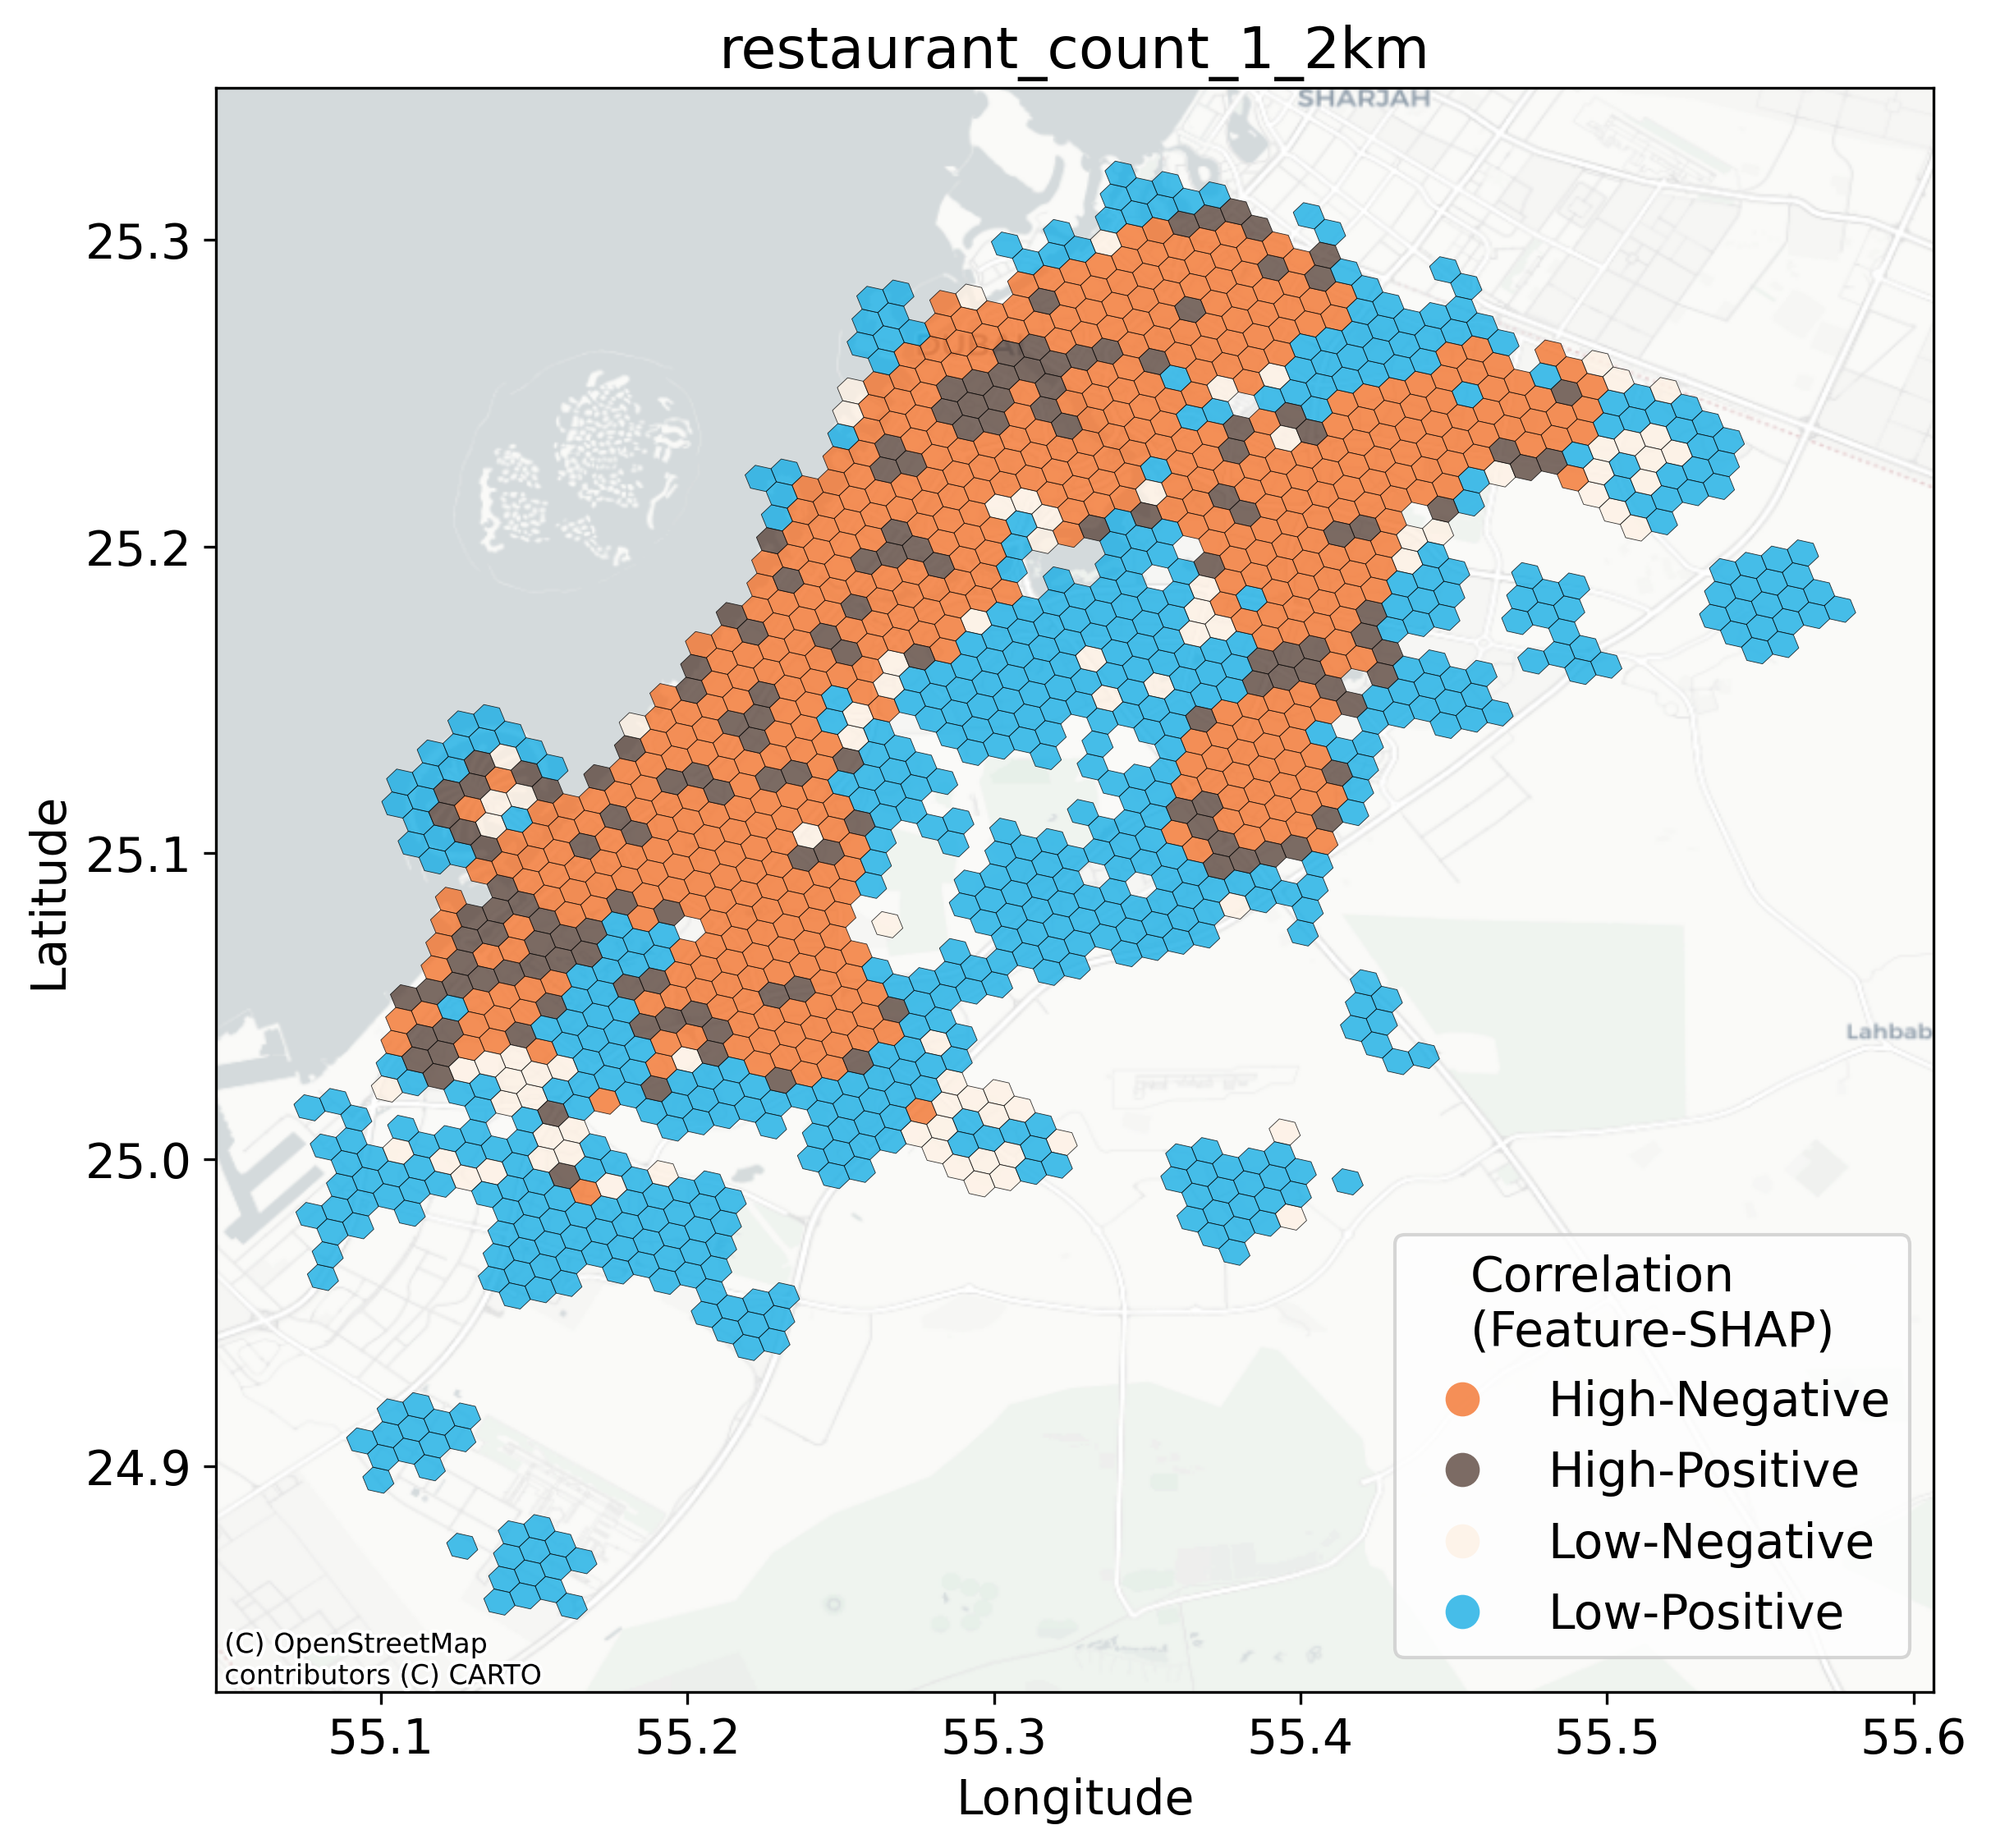 restaurant_count_1_2km
SHARJAH
DUBAI
Lahbab
25.3
25.2
25.1
25.0
24.9
Latitude
Correlation
(Feature-SHAP)
High-Negative
High-Positive
Low-Negative
Low-Positive
(C) OpenStreetMap
contributors (C) CARTO
55.1
55.2
55.3
55.4
55.5
55.6
Longitude